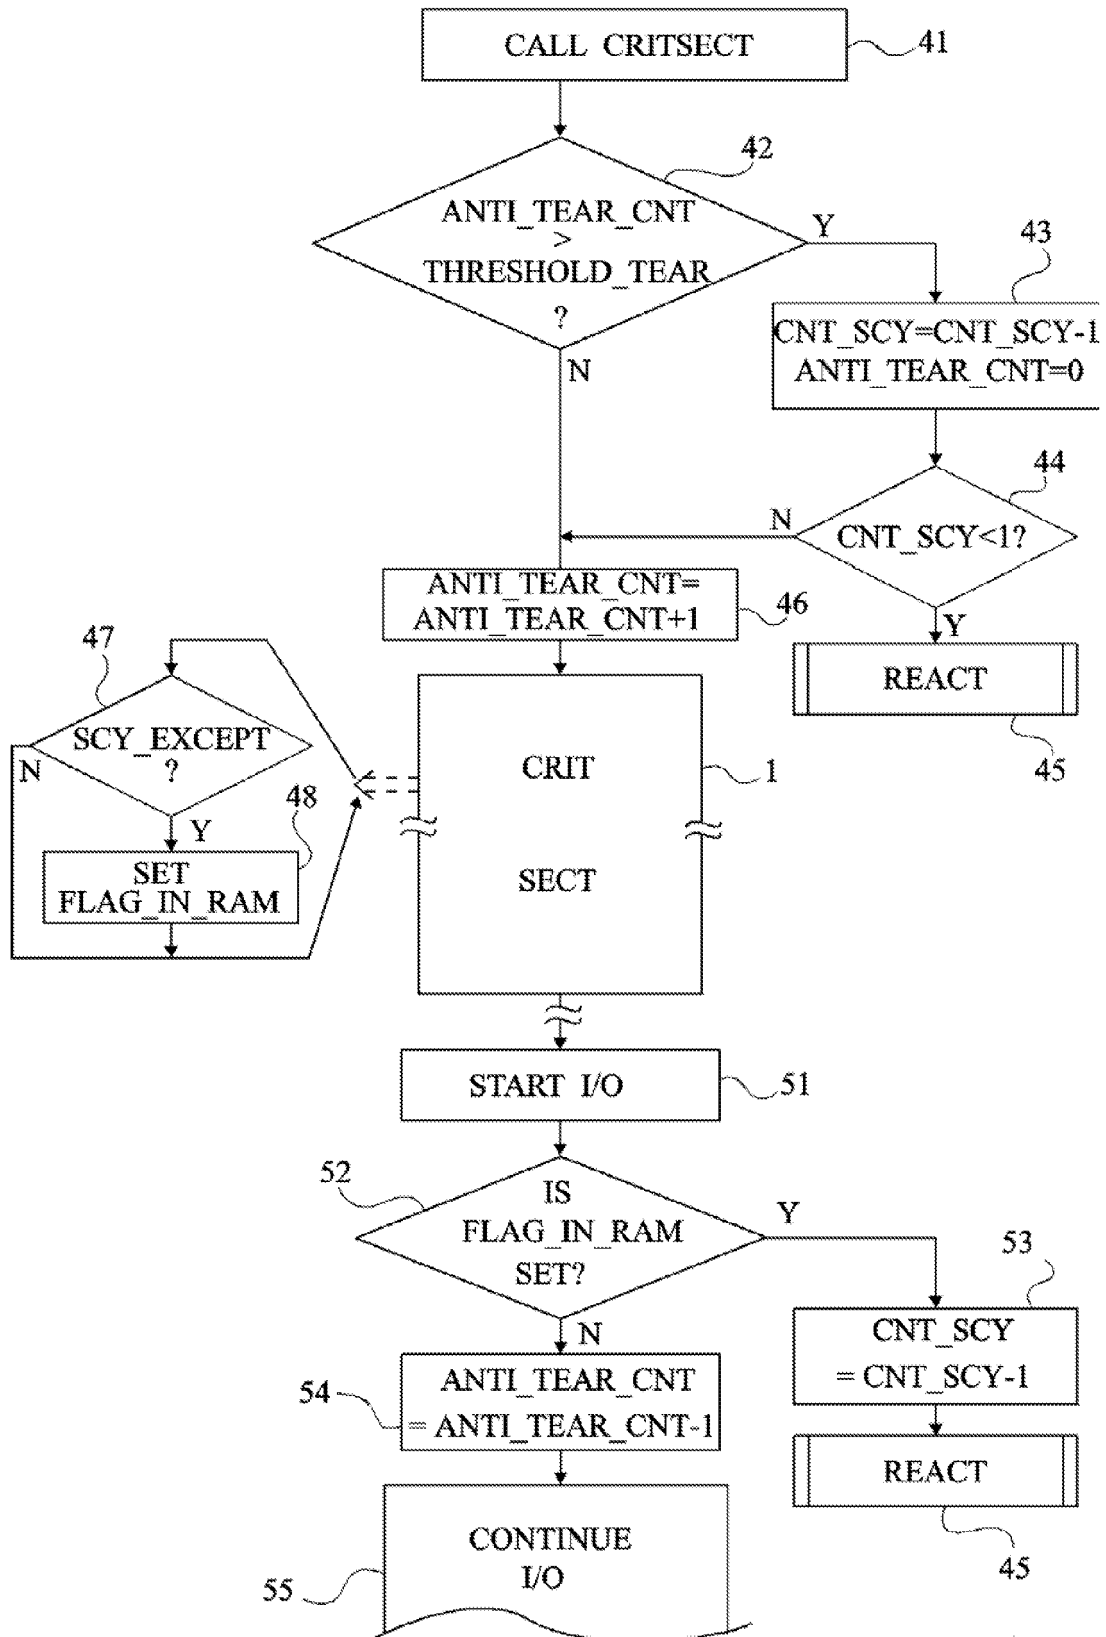 CALL CRITSECT
41
42
ANTI_TEAR_CNT
>
THRESHOLD_TEAR
?
Y
N
43
CNT_SCY=CNT_SCY-1
ANTI_TEAR_CNT=0
44
N
CNT_SCY<1?
Y
ANTI_TEAR_CNT=
ANTI_TEAR_CNT+1
46
REACT
45
47
SCY_EXCEPT
?
N
Y
48
SET
FLAG_IN_RAM
CRIT
SECT
1
START I/O
51
52
IS
FLAG_IN_RAM
SET?
Y
N
53
CNT_SCY
= CNT_SCY-1
54
ANTI_TEAR_CNT
= ANTI_TEAR_CNT-1
REACT
45
CONTINUE
I/O
55